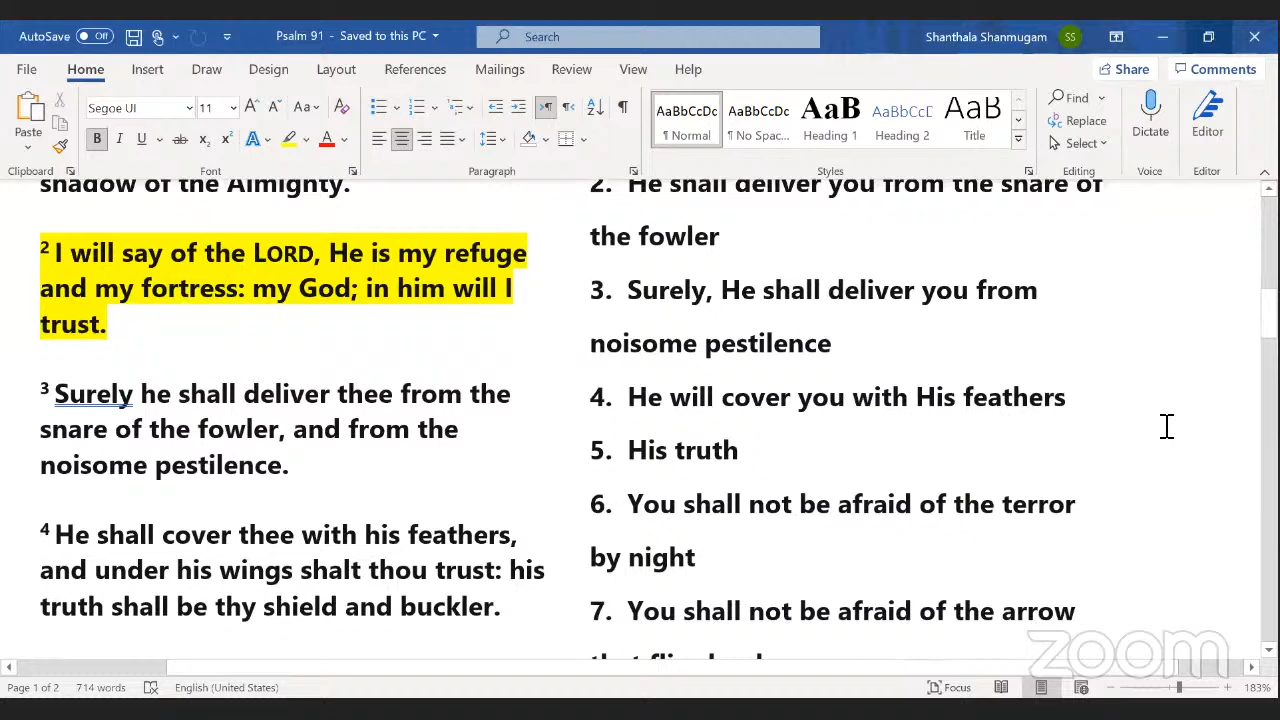 AutoSave Off Psalm 91 - Saved to this PC Search Shanthala Shanmugam SS
File Home Insert Draw Design Layout References Mailings Review View Help Share Comments
Segoe UI 11 AaBbCcDc AaBbCcDc AaB AaBbCcD AaB Find
Paste Replace
¶ Normal ¶ No Spac... Heading 1 Heading 2 Title Select Dictate Editor
Clipboard Font Paragraph Styles Editing Voice Editor
shadow of the Almighty.
2 I will say of the LORD, He is my refuge
and my fortress: my God; in him will I
trust.
3 Surely he shall deliver thee from the
snare of the fowler, and from the
noisome pestilence.
4 He shall cover thee with his feathers,
and under his wings shalt thou trust: his
truth shall be thy shield and buckler.
2. He shall deliver you from the snare of
the fowler
3. Surely, He shall deliver you from
noisome pestilence
4. He will cover you with His feathers
5. His truth
6. You shall not be afraid of the terror
by night
7. You shall not be afraid of the arrow
zoom
Page 1 of 2 714 words English (United States) Focus 183%